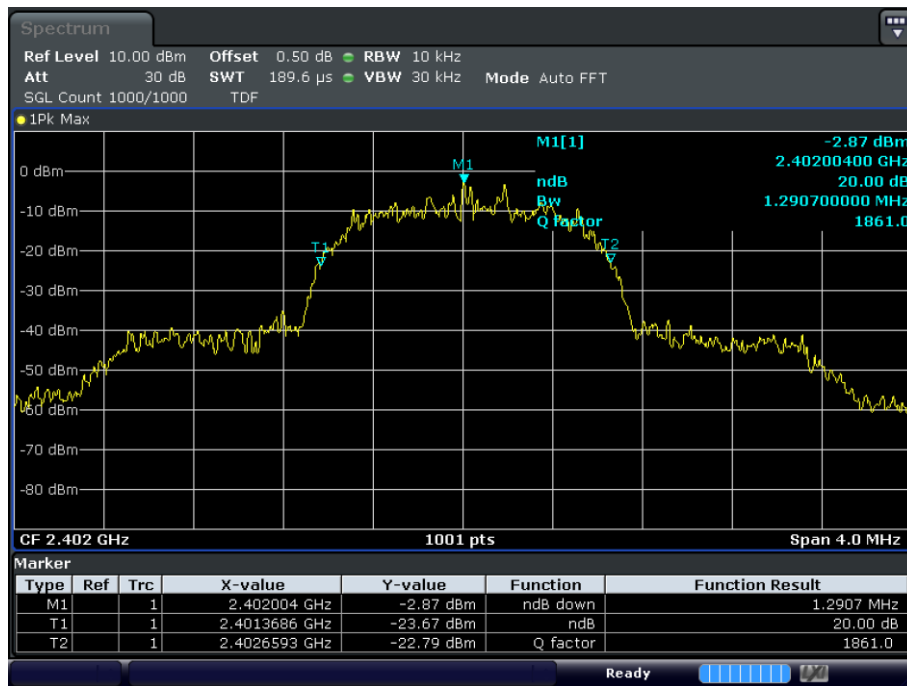 Spectrum
Ref Level 10.00 dBm Offset 0.50 dB RBW 10 kHz
Att 30 dB SWT 189.6 µs VBW 30 kHz Mode Auto FFT
SGL Count 1000/1000 TDF
1Pk Max
M1[1] -2.87 dBm
2.40200400 GHz
M1
0 dBm
ndB 20.00 dB
Bw 1.290700000 MHz
-10 dBm
Q factor 1861.0
T1
T2
-20 dBm
-30 dBm
-40 dBm
-50 dBm
-60 dBm
-70 dBm
-80 dBm
CF 2.402 GHz 1001 pts Span 4.0 MHz
Marker
Type Ref Trc X-value Y-value Function Function Result
M1 1 2.402004 GHz -2.87 dBm ndB down 1.2907 MHz
T1 1 2.4013686 GHz -23.67 dBm ndB 20.00 dB
T2 1 2.4026593 GHz -22.79 dBm Q factor 1861.0
Ready